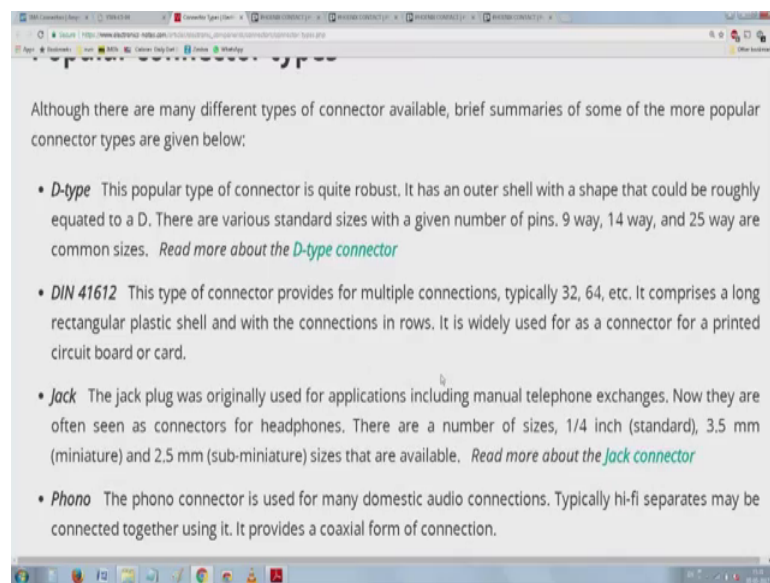 Secure
Apps
Bookmarks
IMDb
Online
WhatsApp
Popular connector types
Although there are many different types of connector available, brief summaries of some of the more popular
connector types are given below:
• D-type This popular type of connector is quite robust. It has an outer shell with a shape that could be roughly
equated to a D. There are various standard sizes with a given number of pins. 9 way, 14 way, and 25 way are
common sizes. Read more about the D-type connector
• DIN 41612 This type of connector provides for multiple connections, typically 32, 64, etc. It comprises a long
rectangular plastic shell and with the connections in rows. It is widely used for as a connector for a printed
circuit board or card.
• Jack The jack plug was originally used for applications including manual telephone exchanges. Now they are
often seen as connectors for headphones. There are a number of sizes, 1/4 inch (standard), 3.5 mm
(miniature) and 2.5 mm (sub-miniature) sizes that are available. Read more about the Jack connector
• Phono The phono connector is used for many domestic audio connections. Typically hi-fi separates may be
connected together using it. It provides a coaxial form of connection.